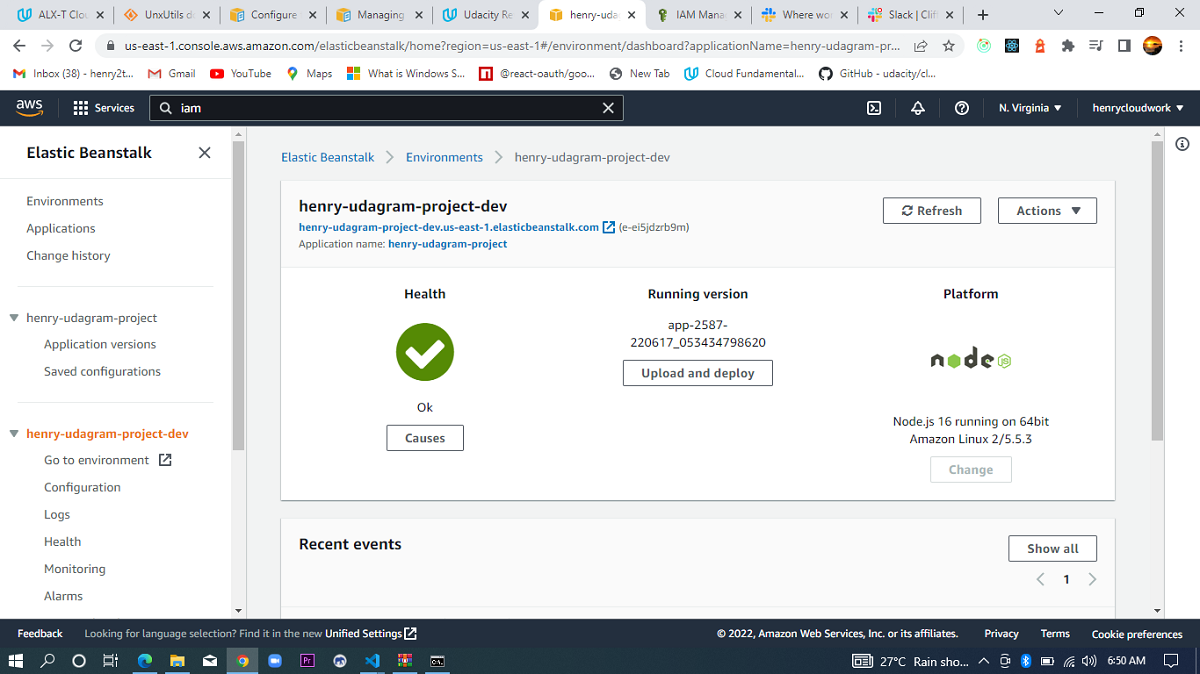 ALX-T Clou
UnxUtils di
Configure
Managing
Udacity Re
henry-uda
IAM Mana
Where wo
Slack | Clif
us-east-1.console.aws.amazon.com/elasticbeanstalk/home?region=us-east-1#/environment/dashboard?applicationName=henry-udagram-pr...
Inbox (38) - henry2t...
Gmail
YouTube
Maps
What is Windows S...
@react-oauth/goo...
New Tab
Cloud Fundamental...
GitHub - udacity/cl...
aws
Services
iam
N. Virginia
henrycloudwork
Elastic Beanstalk
Environments
Applications
Change history
henry-udagram-project
Application versions
Saved configurations
henry-udagram-project-dev
Go to environment
Configuration
Logs
Health
Monitoring
Alarms
Elastic Beanstalk
Environments
henry-udagram-project-dev
henry-udagram-project-dev
henry-udagram-project-dev.us-east-1.elasticbeanstalk.com (e-ei5jdzrb9m)
Application name: henry-udagram-project
Refresh
Actions
Health
Ok
Causes
Running version
app-2587-
220617_053434798620
Upload and deploy
Platform
node JS
Node.js 16 running on 64bit
Amazon Linux 2/5.5.3
Change
Recent events
Show all
1
Feedback
Looking for language selection? Find it in the new Unified Settings
© 2022, Amazon Web Services, Inc. or its affiliates.
Privacy
Terms
Cookie preferences
Pr
C:\.
27°C Rain sho...
6:50 AM